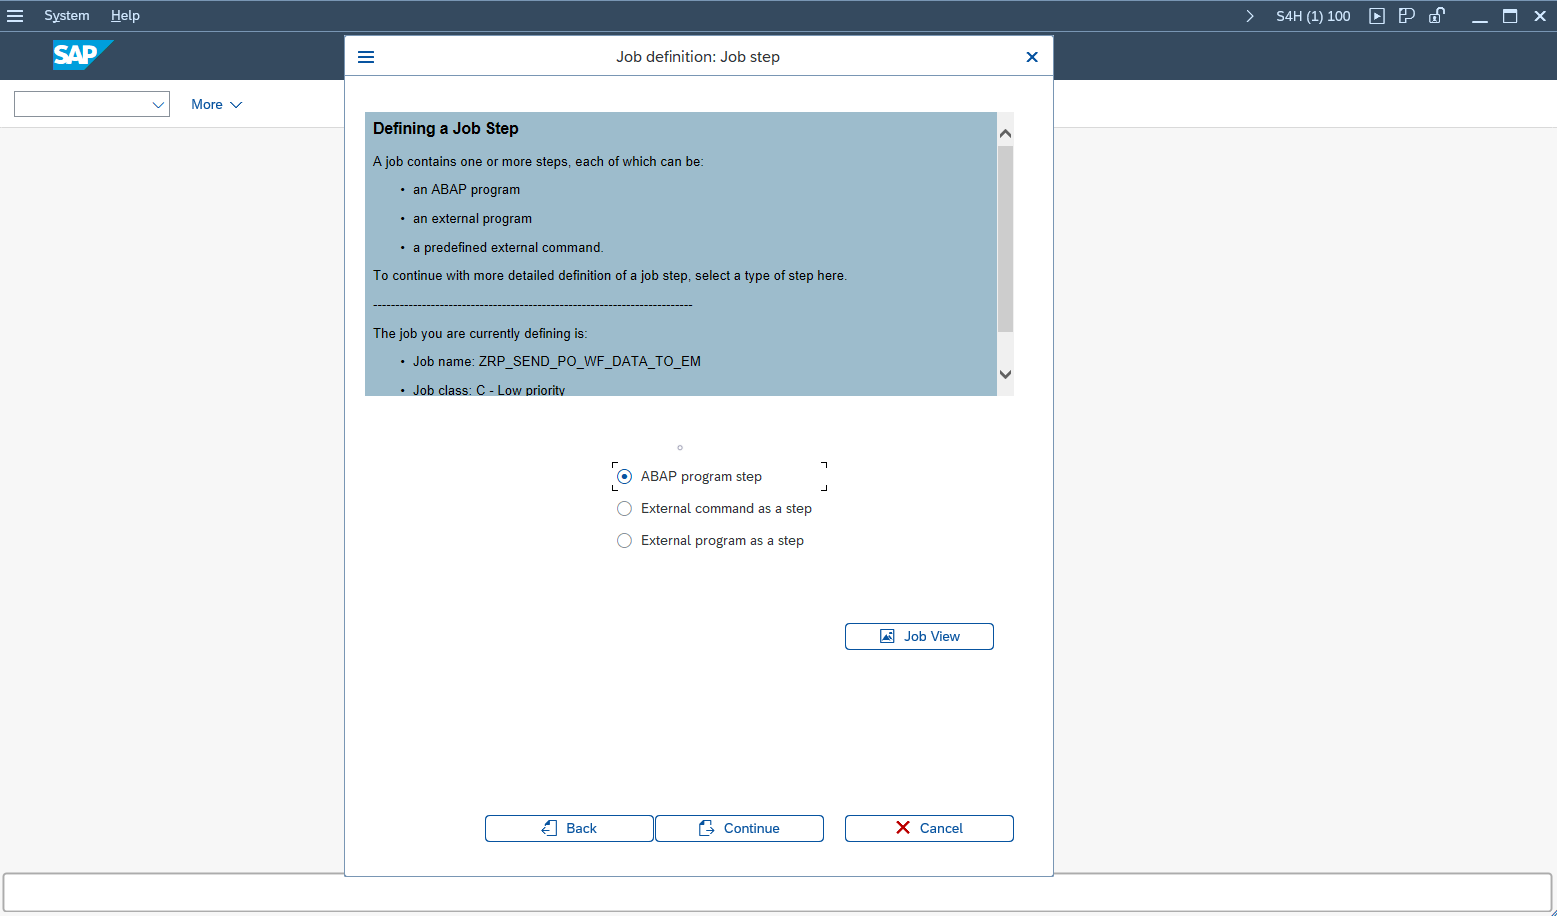 System Help
S4H (1) 100
SAP
Job definition: Job step
More
Defining a Job Step
A job contains one or more steps, each of which can be:
• an ABAP program
• an external program
• a predefined external command.
To continue with more detailed definition of a job step, select a type of step here.
------------------------------------------------------------------------
The job you are currently defining is:
• Job name: ZRP_SEND_PO_WF_DATA_TO_EM
• Job class: C - Low priority
ABAP program step
External command as a step
External program as a step
Job View
Back
Continue
Cancel